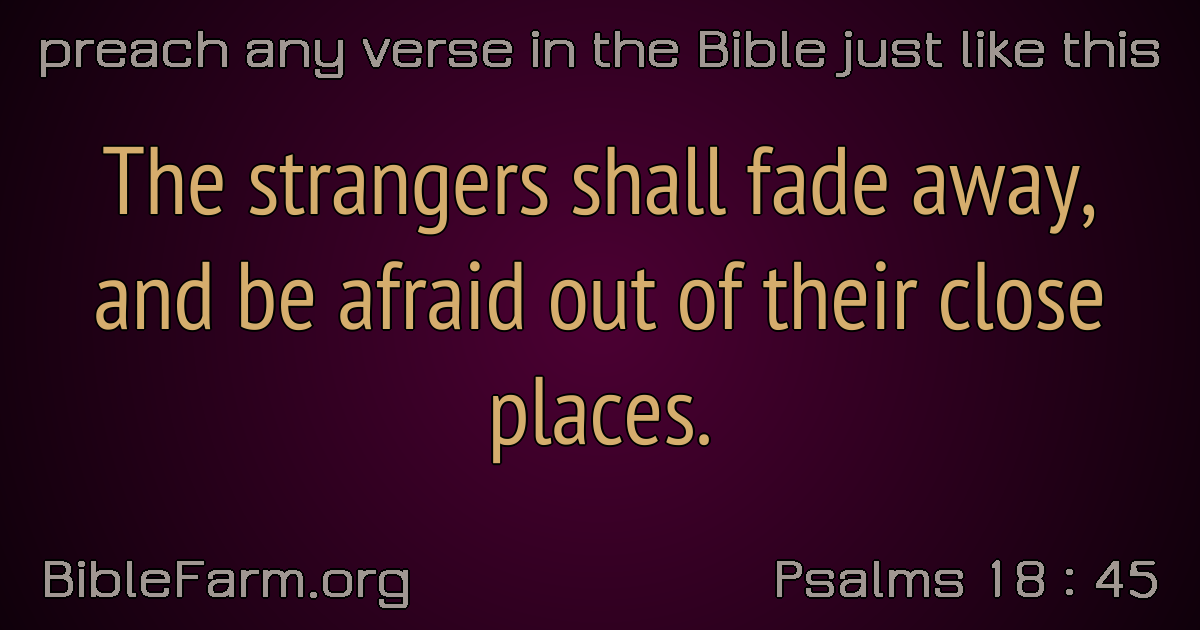 preach any verse in the Bible just like this
The strangers shall fade away,
and be afraid out of their close
places.
BibleFarm.org
Psalms 18 : 45